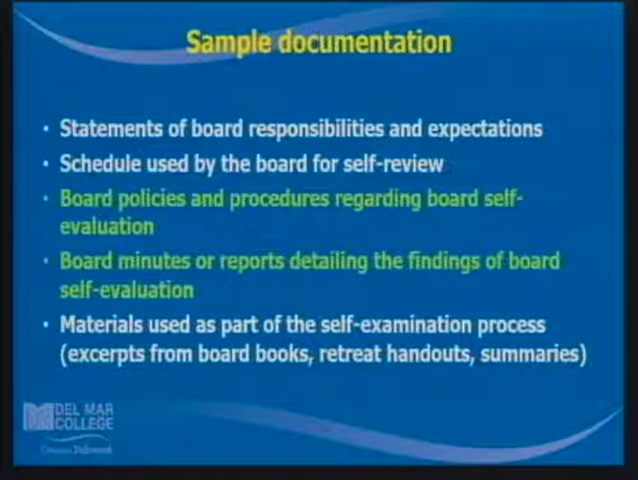 Sample documentation
• Statements of board responsibilities and expectations
• Schedule used by the board for self-review
• Board policies and procedures regarding board self-
evaluation
• Board minutes or reports detailing the findings of board
self-evaluation
• Materials used as part of the self-examination process
(excerpts from board books, retreat handouts, summaries)
DEL MAR
COLLEGE